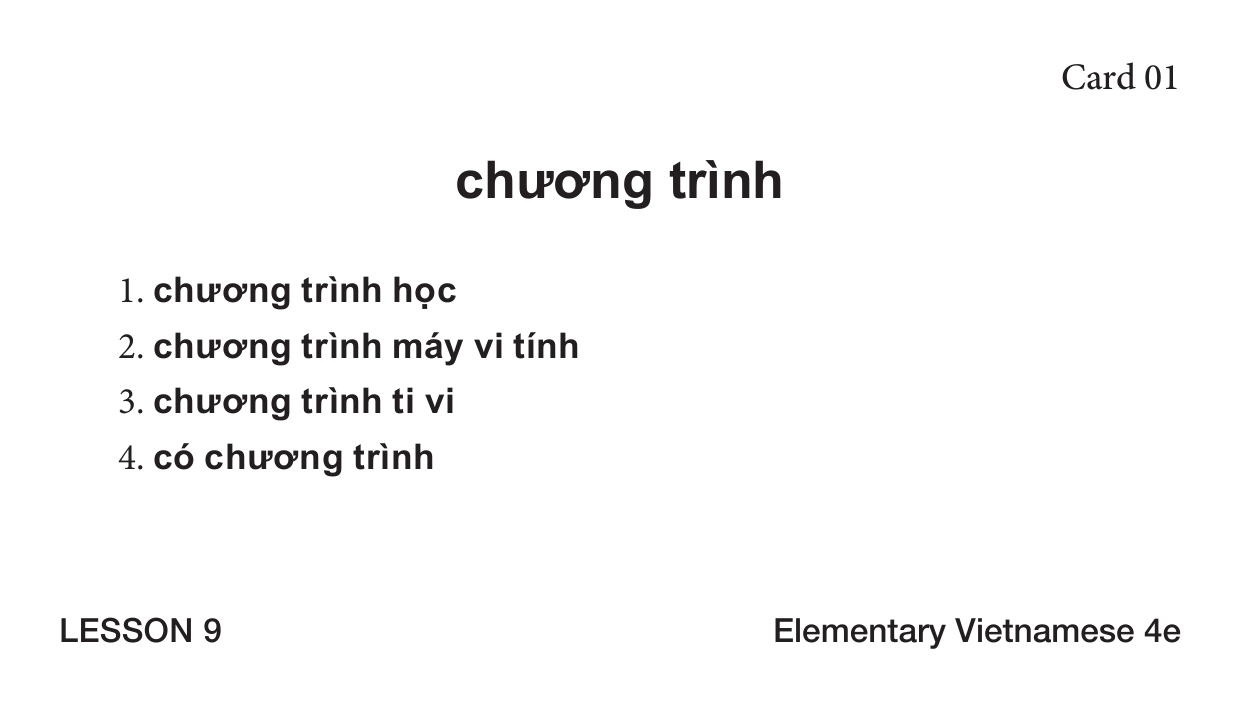 Card 01
chương trình
1. chương trình học
2. chương trình máy vi tính
3. chương trình ti vi
4. có chương trình
LESSON 9
Elementary Vietnamese 4e